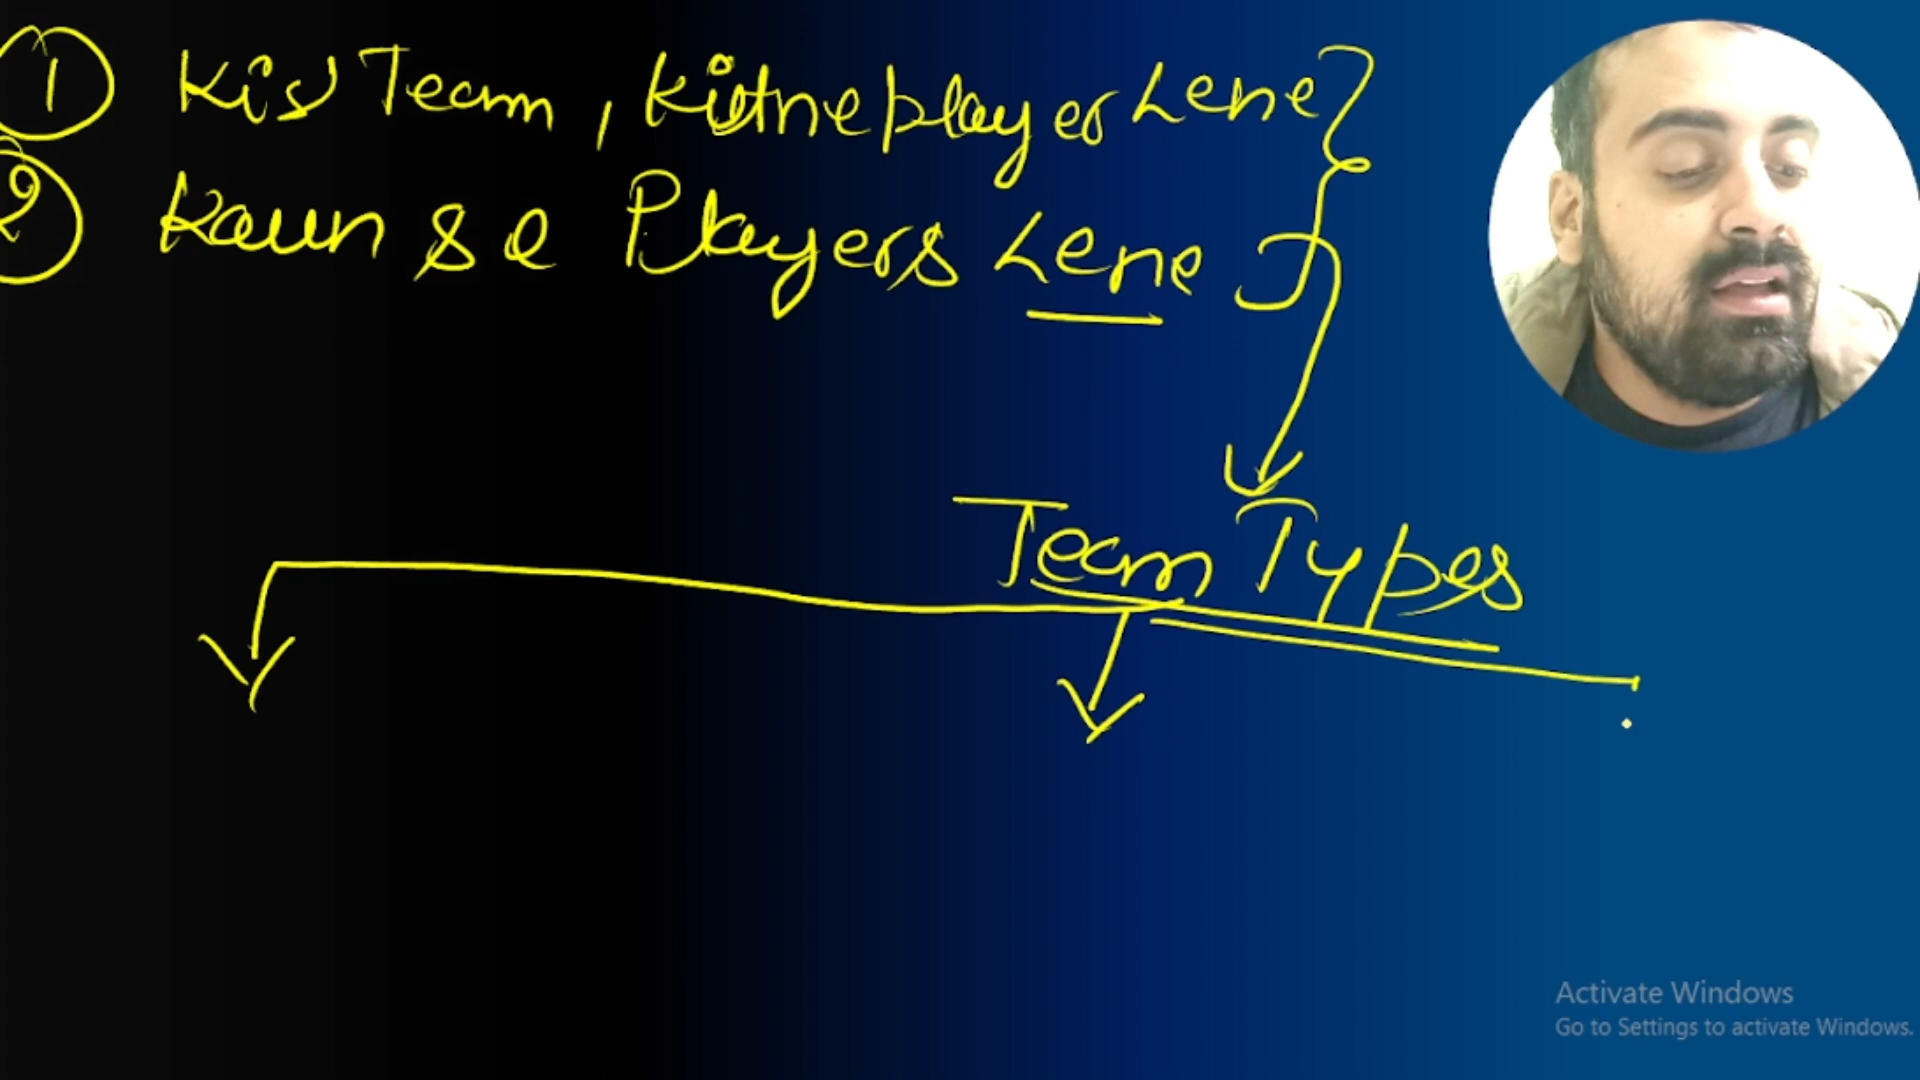 1 Kis Team, Kitne player Lene
2 Kaun se Players Lene
Team Types
Activate Windows
Go to Settings to activate Windows.